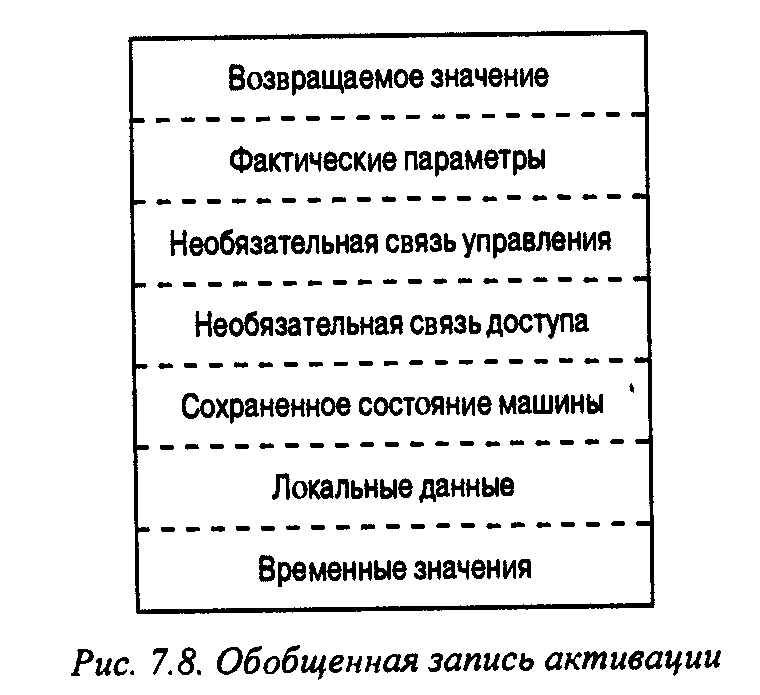 Возвращаемое значение
Фактические параметры
Необязательная связь управления
Необязательная связь доступа
Сохраненное состояние машины
Локальные данные
Временные значения
Рис. 7.8. Обобщенная запись активации